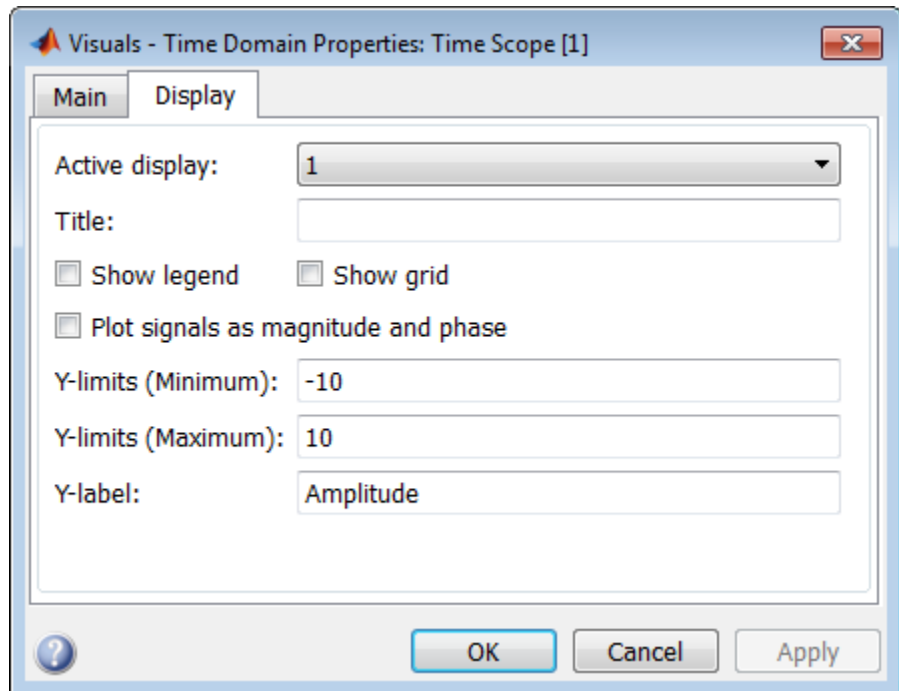 Visuals - Time Domain Properties: Time Scope [1]
Main Display
Active display: 1
Title:
Show legend Show grid
Plot signals as magnitude and phase
Y-limits (Minimum): -10
Y-limits (Maximum): 10
Y-label: Amplitude
? OK Cancel Apply